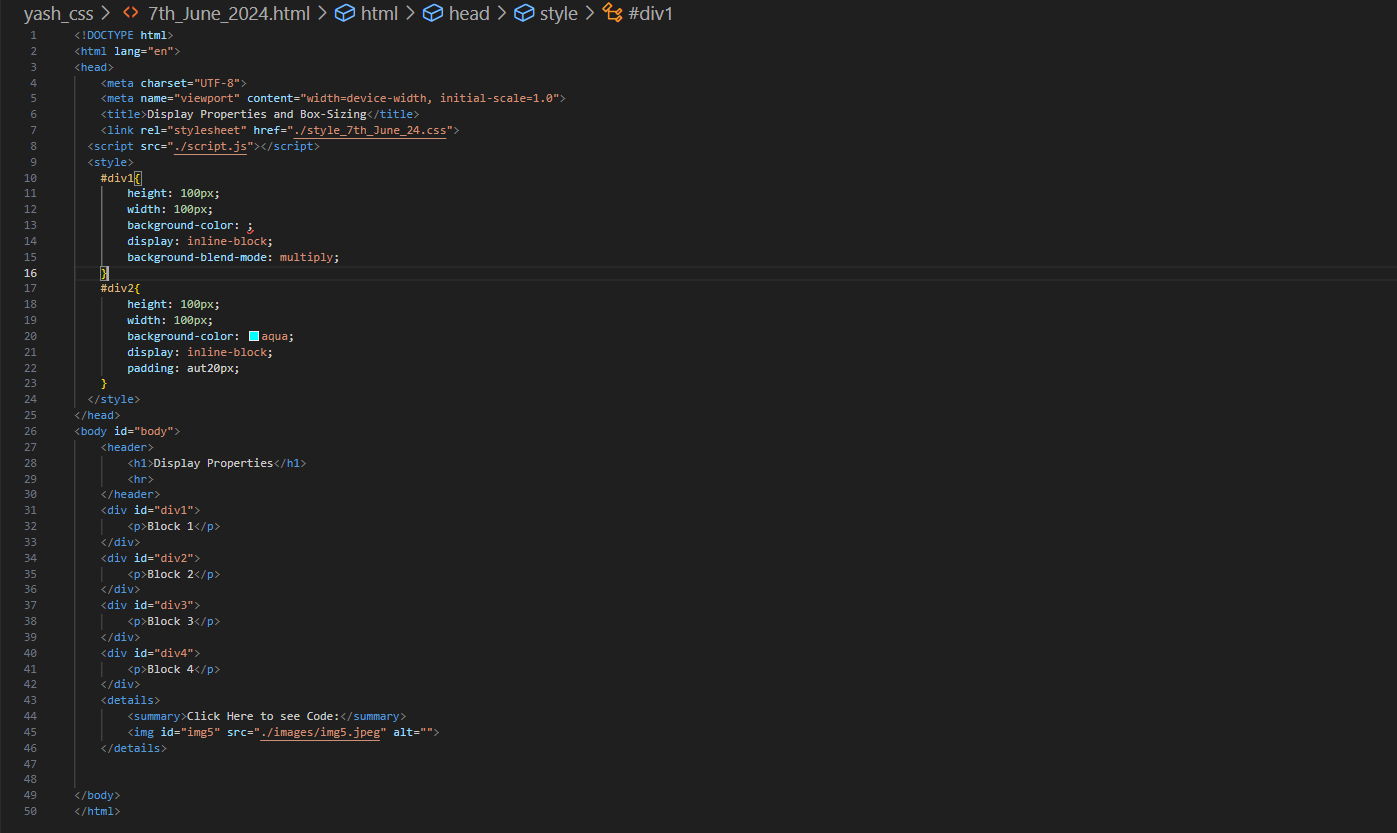 yash_css > <> 7th_June_2024.html > html > head > style > #div1
1 <!DOCTYPE html>
2 <html lang="en">
3 <head>
4 <meta charset="UTF-8">
5 <meta name="viewport" content="width=device-width, initial-scale=1.0">
6 <title>Display Properties and Box-Sizing</title>
7 <link rel="stylesheet" href="./style_7th_June_24.css">
8 <script src="./script.js"></script>
9 <style>
10 #div1{
11 height: 100px;
12 width: 100px;
13 background-color: ;
14 display: inline-block;
15 background-blend-mode: multiply;
16 }
17 #div2{
18 height: 100px;
19 width: 100px;
20 background-color: aqua;
21 display: inline-block;
22 padding: aut20px;
23 }
24 </style>
25 </head>
26 <body id="body">
27 <header>
28 <h1>Display Properties</h1>
29 <hr>
30 </header>
31 <div id="div1">
32 <p>Block 1</p>
33 </div>
34 <div id="div2">
35 <p>Block 2</p>
36 </div>
37 <div id="div3">
38 <p>Block 3</p>
39 </div>
40 <div id="div4">
41 <p>Block 4</p>
42 </div>
43 <details>
44 <summary>Click Here to see Code:</summary>
45 <img id="img5" src="./images/img5.jpeg" alt="">
46 </details>
47
48
49 </body>
50 </html>